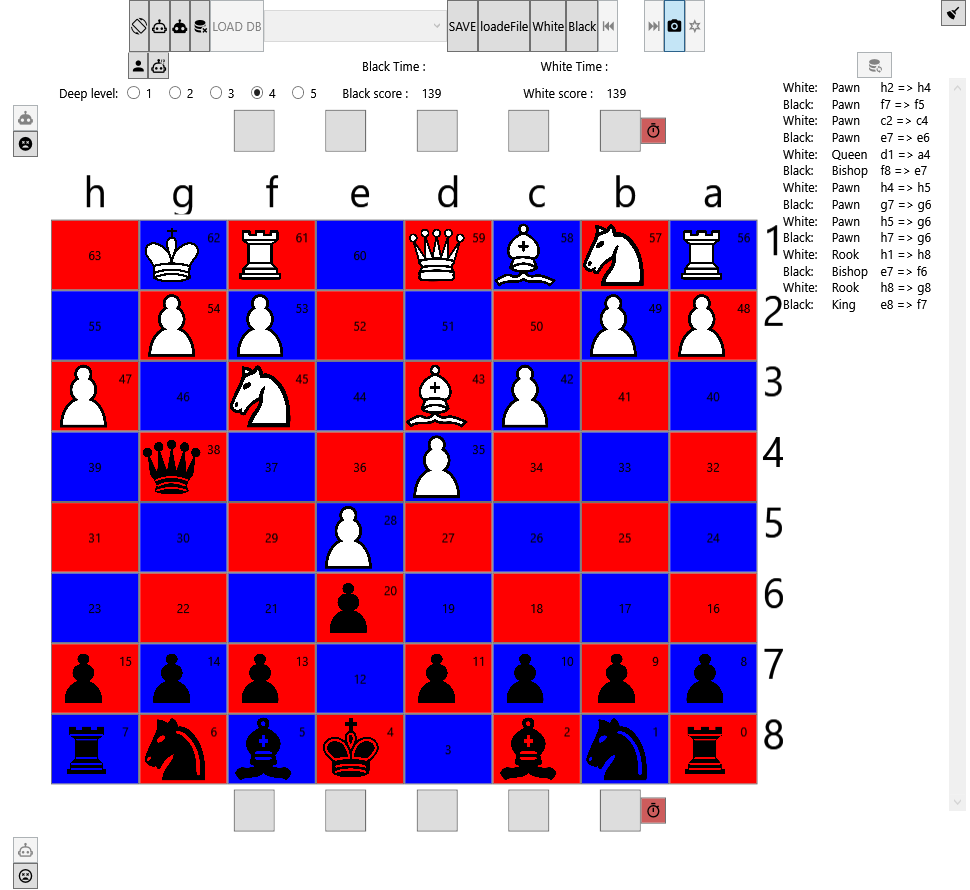 LOAD DB SAVE loadeFile White Black
Black Time : White Time :
Deep level: 1 2 3 4 5 Black score : 139 White score : 139
h g f e d c b a
63 62 61 60 59 58 57 56 1
55 54 53 52 51 50 49 48 2
47 46 45 44 43 42 41 40 3
39 38 37 36 35 34 33 32 4
31 30 29 28 27 26 25 24 5
23 22 21 20 19 18 17 16 6
15 14 13 12 11 10 9 8 7
7 6 5 4 3 2 1 0 8
White: Pawn h2 => h4
Black: Pawn f7 => f5
White: Pawn c2 => c4
Black: Pawn e7 => e6
White: Queen d1 => a4
Black: Bishop f8 => e7
White: Pawn h4 => h5
Black: Pawn g7 => g6
White: Pawn h5 => g6
Black: Pawn h7 => g6
White: Rook h1 => h8
Black: Bishop e7 => f6
White: Rook h8 => g8
Black: King e8 => f7